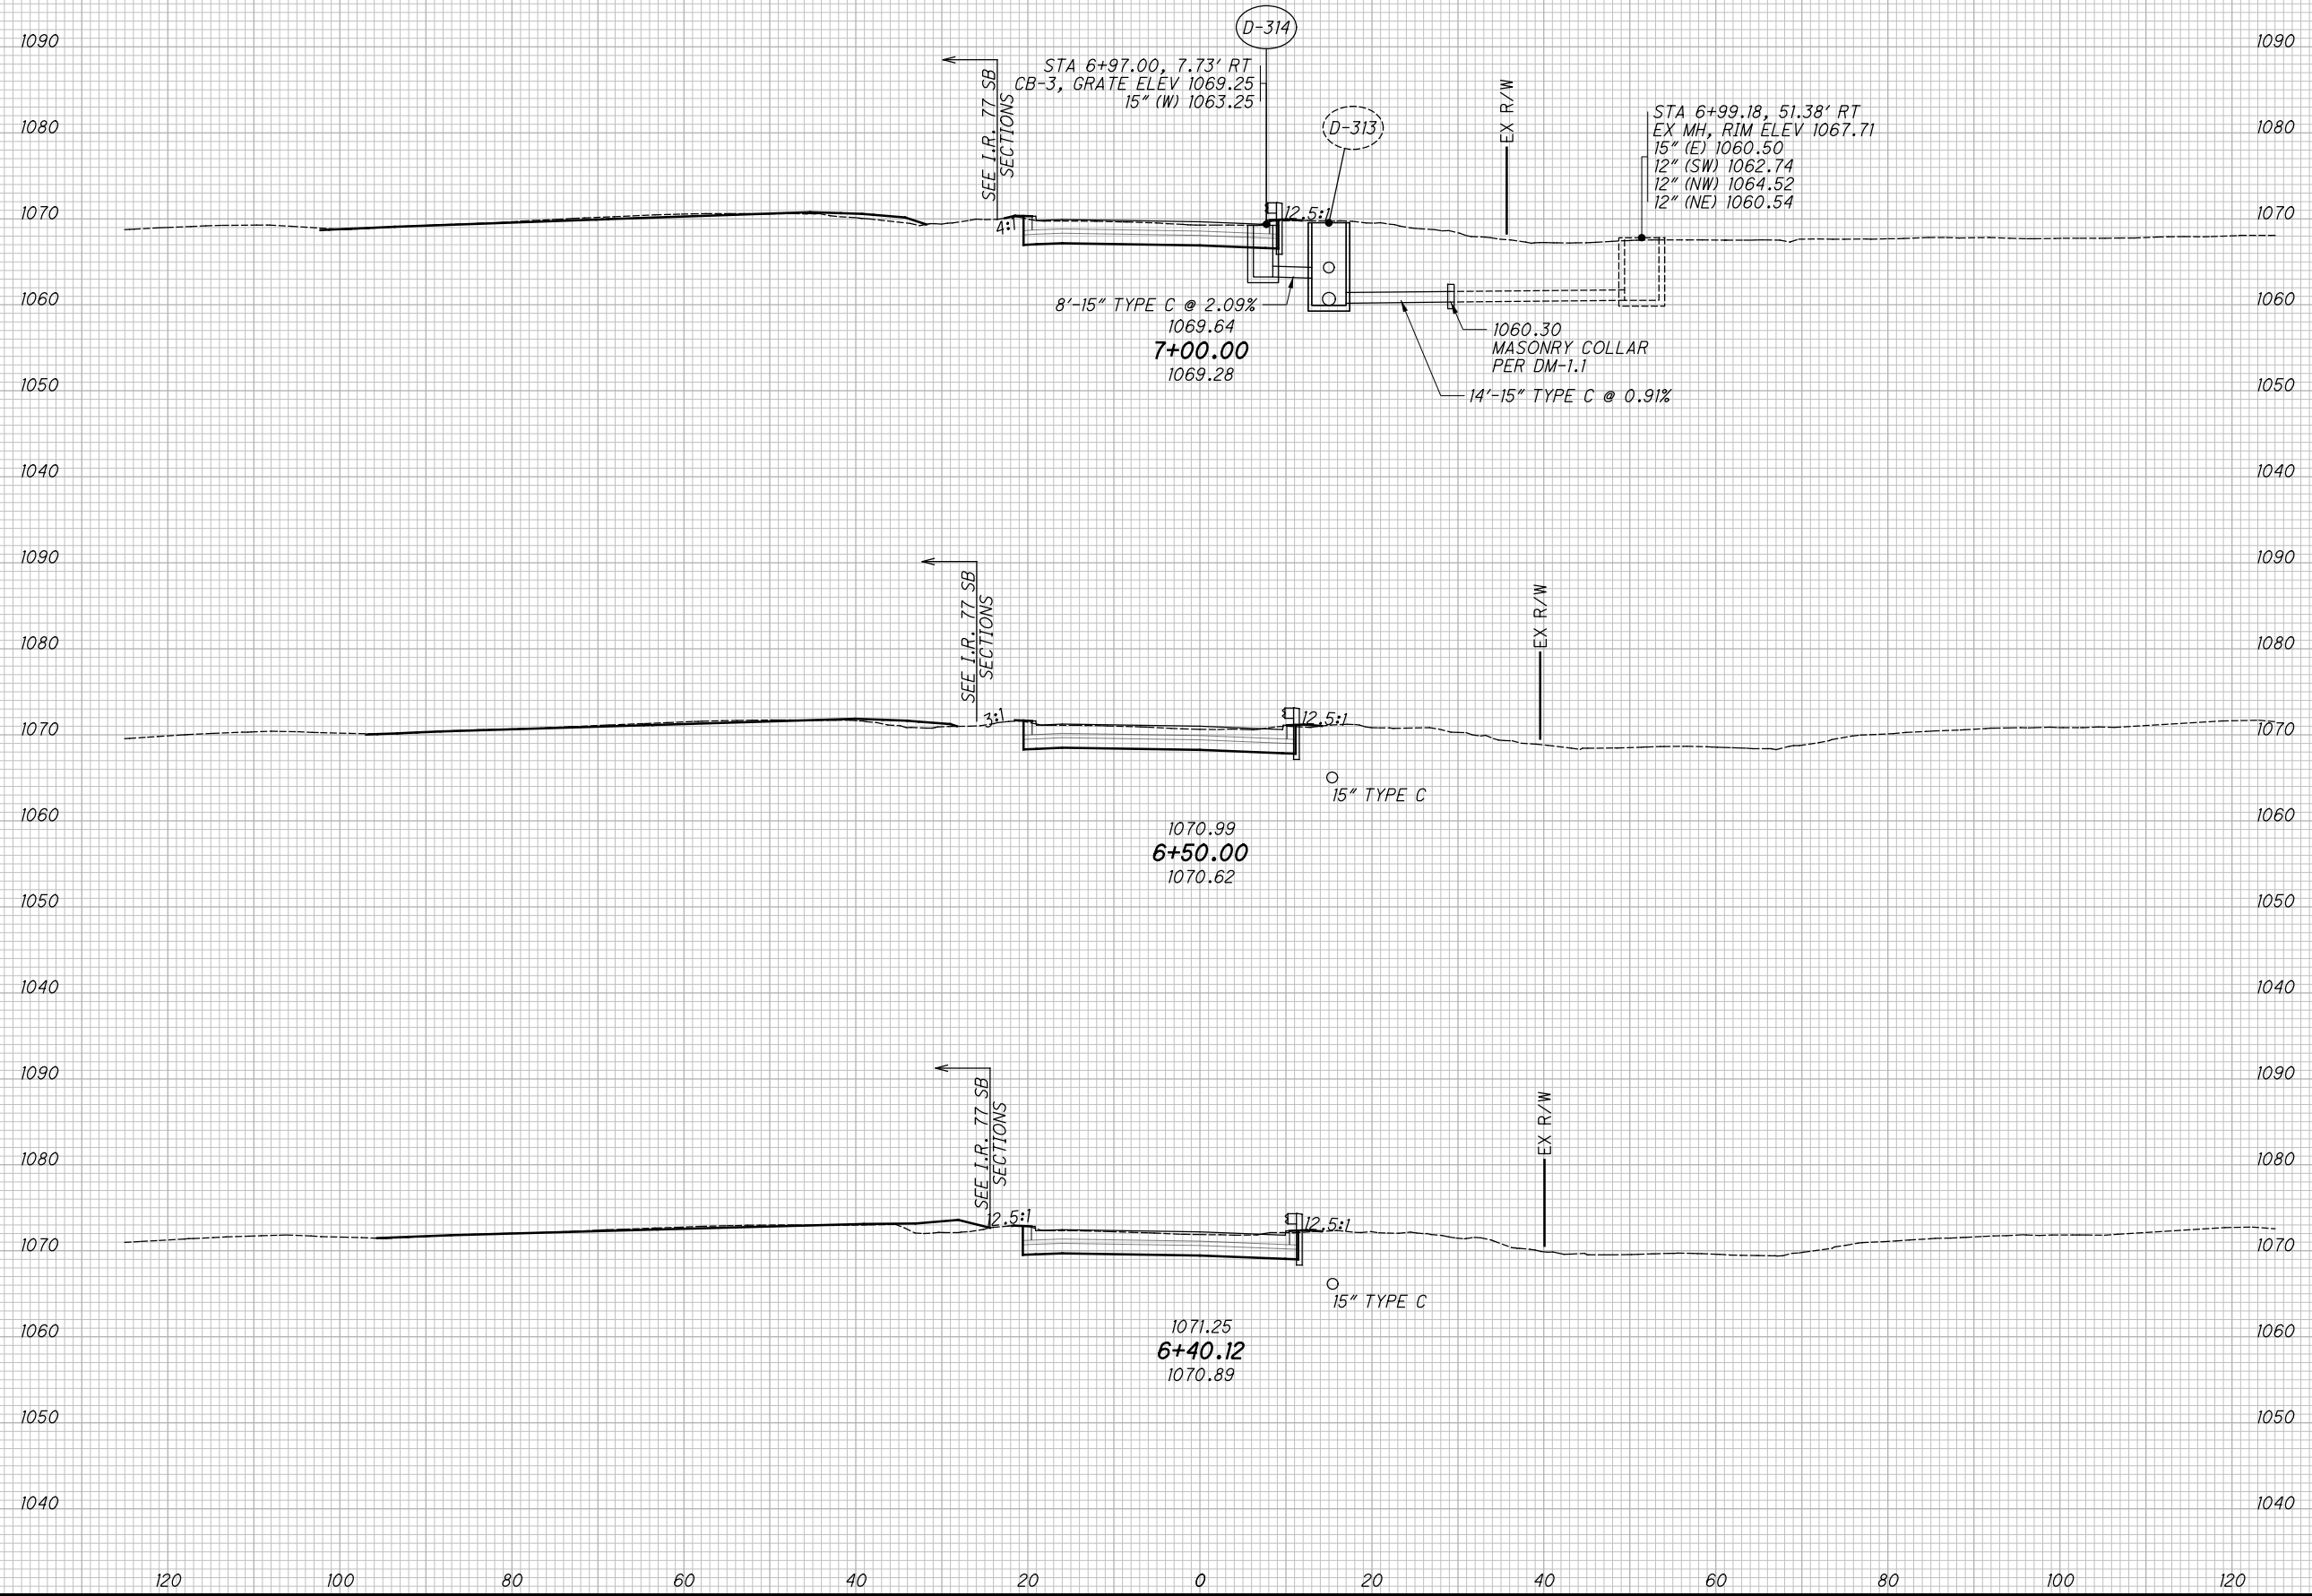 D-314
1090 1090
STA 6+97.00, 7.73' RT
CB-3, GRATE ELEV 1069.25
15" (W) 1063.25
SEE I.R. 77 SB
SECTIONS
D-313
EX R/W
STA 6+99.18, 51.38' RT
EX MH, RIM ELEV 1067.71
15" (E) 1060.50
12" (SW) 1062.74
12" (NW) 1064.52
12" (NE) 1060.54
1080 1080
1070 1070
4:1
12.5:1
1060 1060
8'-15" TYPE C @ 2.09%
1069.64
7+00.00
1069.28
1060.30
MASONRY COLLAR
PER DM-1.1
14'-15" TYPE C @ 0.91%
1050 1050
1040 1040
1090 1090
SEE I.R. 77 SB
SECTIONS
EX R/W
1080 1080
1070 1070
3:1
12.5:1
15" TYPE C
1060 1060
1070.99
6+50.00
1070.62
1050 1050
1040 1040
1090 1090
SEE I.R. 77 SB
SECTIONS
EX R/W
1080 1080
12.5:1
12.5:1
1070 1070
15" TYPE C
1060 1060
1071.25
6+40.12
1070.89
1050 1050
1040 1040
120 100 80 60 40 20 0 20 40 60 80 100 120